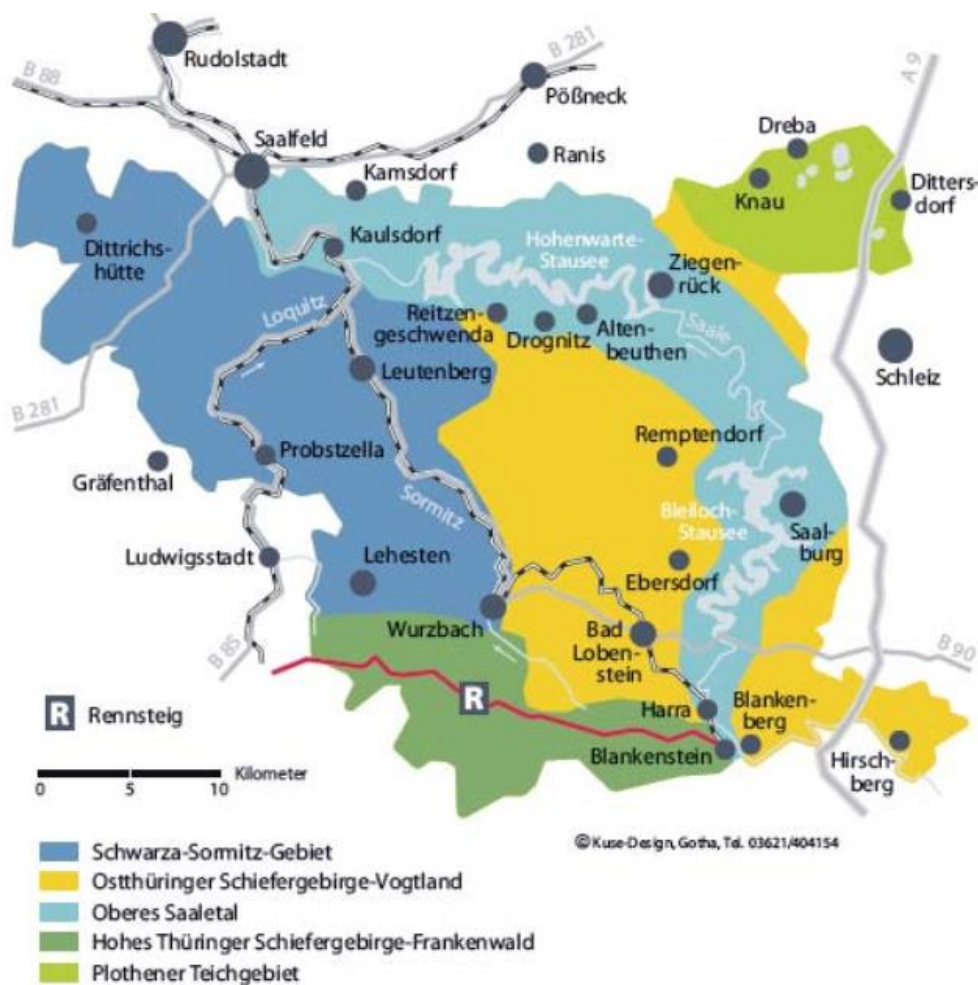 Rudolstadt
B 88
B 281
A 9
Pößneck
Saalfeld
Dreba
Ranis
Kamsdorf
Knau
Ditters-
dorf
Dittrichs-
hütte
Kaulsdorf
Hohenwarte-
Stausee
Ziegen-
rück
Loquitz
Reitzen-
geschwenda
Drognitz
Alten-
beuthen
Saale
Schleiz
Leutenberg
B 281
Probstzella
Remptendorf
Gräfenthal
Sormitz
Bleiloch-
Stausee
Saal-
burg
Ludwigsstadt
Lehesten
Ebersdorf
Wurzbach
Bad
Loben-
stein
B 85
B 90
R Rennsteig
R
Harra
Blanken-
berg
Blankenstein
Hirsch-
berg
Kilometer
0 5 10
© Kuse-Design, Gotha, Tel. 03621/404154
Schwarza-Sormitz-Gebiet
Ostthüringer Schiefergebirge-Vogtland
Oberes Saaletal
Hohes Thüringer Schiefergebirge-Frankenwald
Plothener Teichgebiet